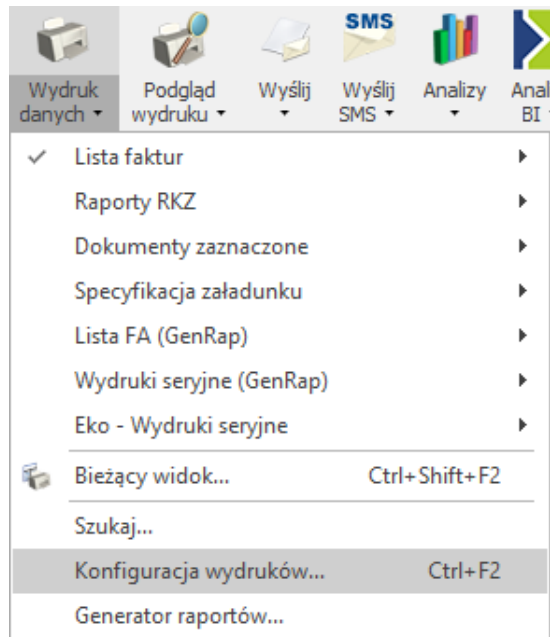 SMS
Wydruk danych
Podgląd wydruku
Wyślij
Wyślij SMS
Analizy
BI
Lista faktur
Raporty RKZ
Dokumenty zaznaczone
Specyfikacja załadunku
Lista FA (GenRap)
Wydruki seryjne (GenRap)
Eko - Wydruki seryjne
Bieżący widok... Ctrl+Shift+F2
Szukaj...
Konfiguracja wydruków... Ctrl+F2
Generator raportów...